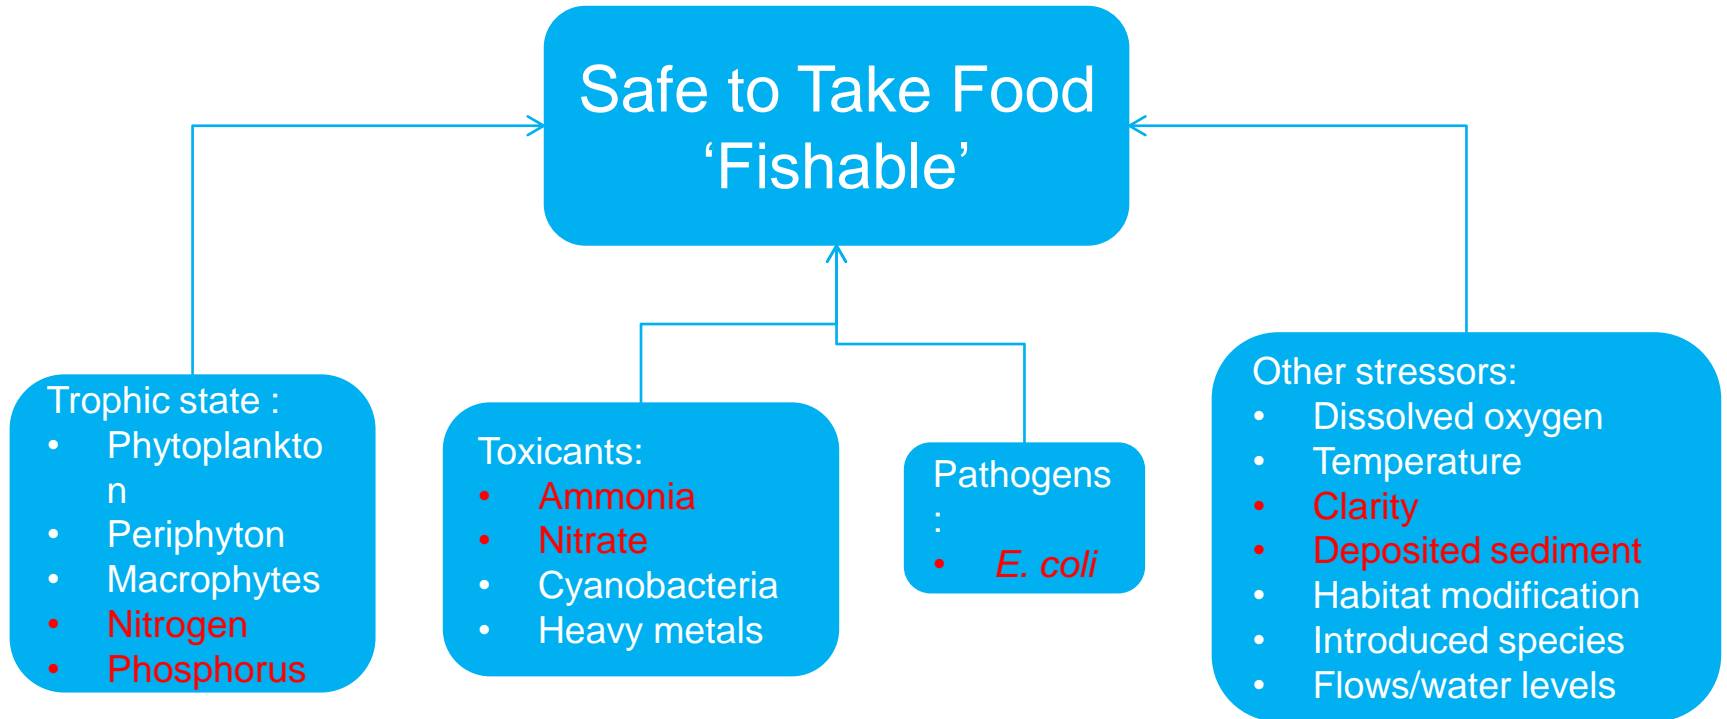 Safe to Take Food
‘Fishable’
Trophic state :
• Phytoplankto
n
• Periphyton
• Macrophytes
• Nitrogen
• Phosphorus
Toxicants:
• Ammonia
• Nitrate
• Cyanobacteria
• Heavy metals
Pathogens
:
• E. coli
Other stressors:
• Dissolved oxygen
• Temperature
• Clarity
• Deposited sediment
• Habitat modification
• Introduced species
• Flows/water levels